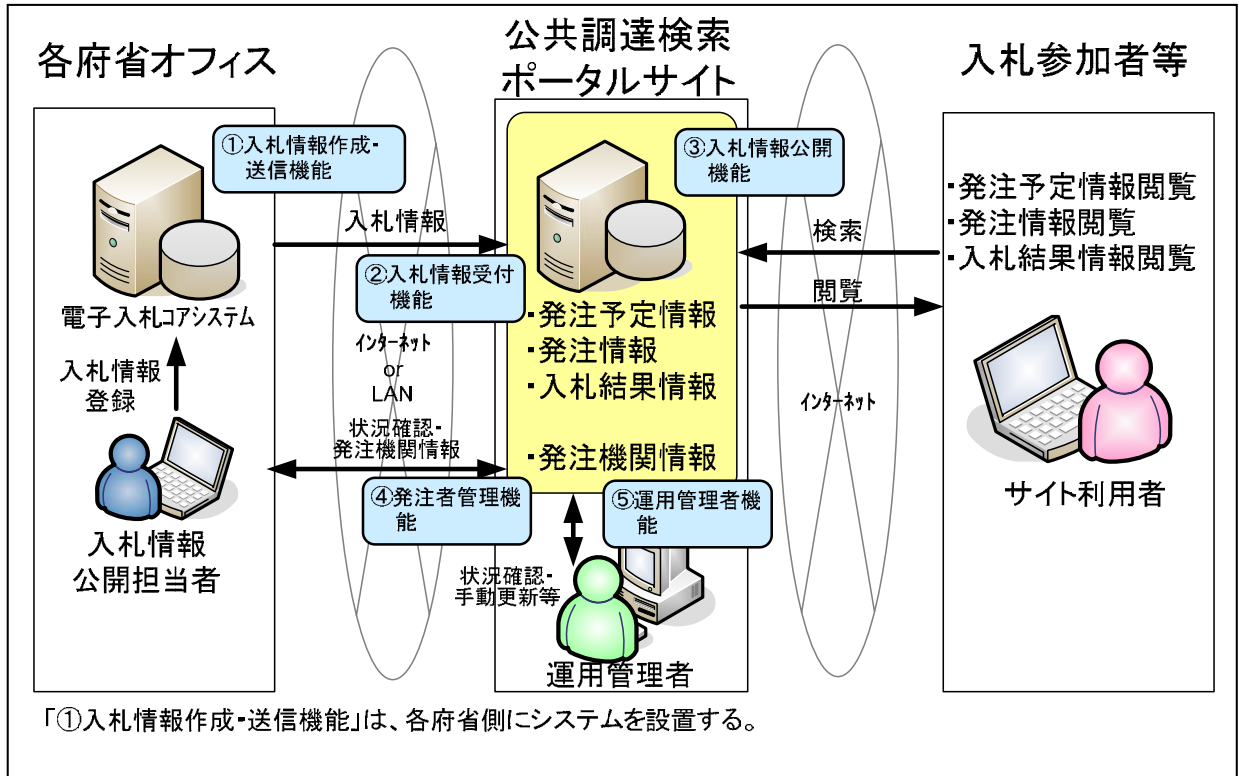 各府省オフィス
公共調達検索
ポータルサイト
入札参加者等
①入札情報作成・
送信機能
電子入札コアシステム
入札情報
登録
入札情報
公開担当者
入札情報
②入札情報受付
機能
インターネット
or
LAN
状況確認・
発注機関情報
④発注者管理機
能
③入札情報公開
機能
・発注予定情報
・発注情報
・入札結果情報
・発注機関情報
⑤運用管理者機
能
状況確認・
手動更新等
運用管理者
検索
閲覧
インターネット
・発注予定情報閲覧
・発注情報閲覧
・入札結果情報閲覧
サイト利用者
「①入札情報作成・送信機能」は、各府省側にシステムを設置する。